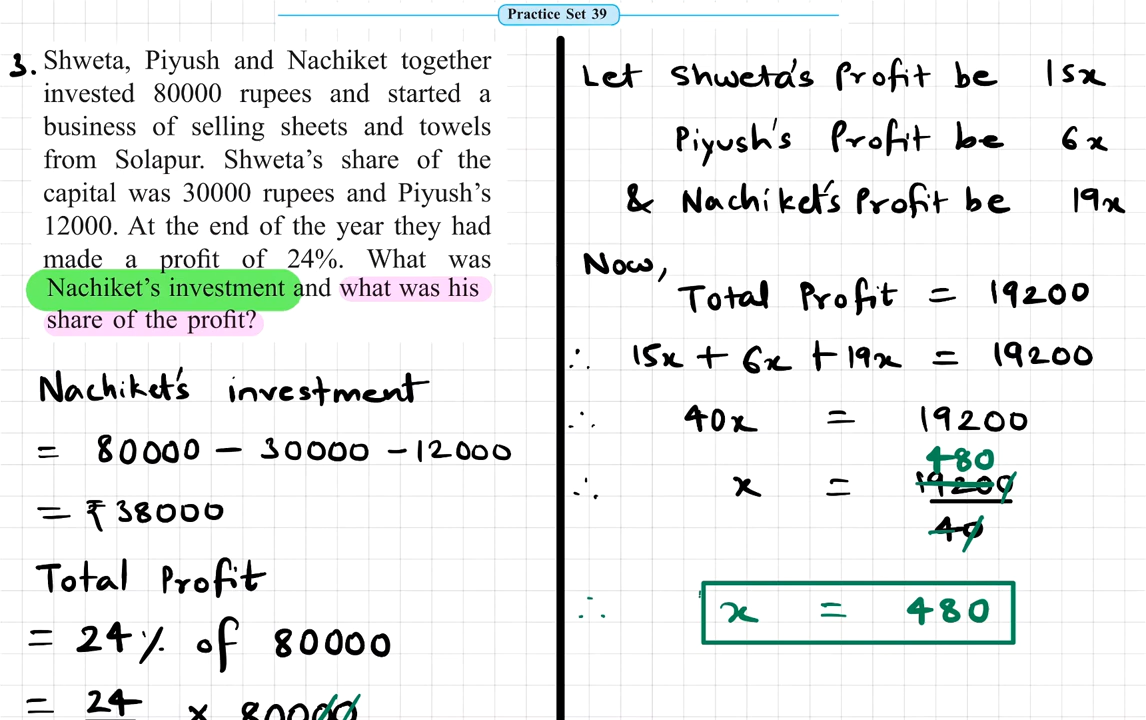 Practice Set 39
3. Shweta, Piyush and Nachiket together
invested 80000 rupees and started a
business of selling sheets and towels
from Solapur. Shweta's share of the
capital was 30000 rupees and Piyush's
12000. At the end of the year they had
made a profit of 24%. What was
Nachiket's investment and what was his
share of the profit?
Nachiket's investment
= 80000 - 30000 - 12000
= ₹ 38000
Total Profit
= 24% of 80000
= 24 × 80000
Let Shweta's Profit be 15x
Piyush's Profit be 6x
& Nachiket's Profit be 19x
Now,
Total Profit = 19200
∴ 15x + 6x + 19x = 19200
∴ 40x = 19200
480
∴ x = 19200
40
∴ x = 480